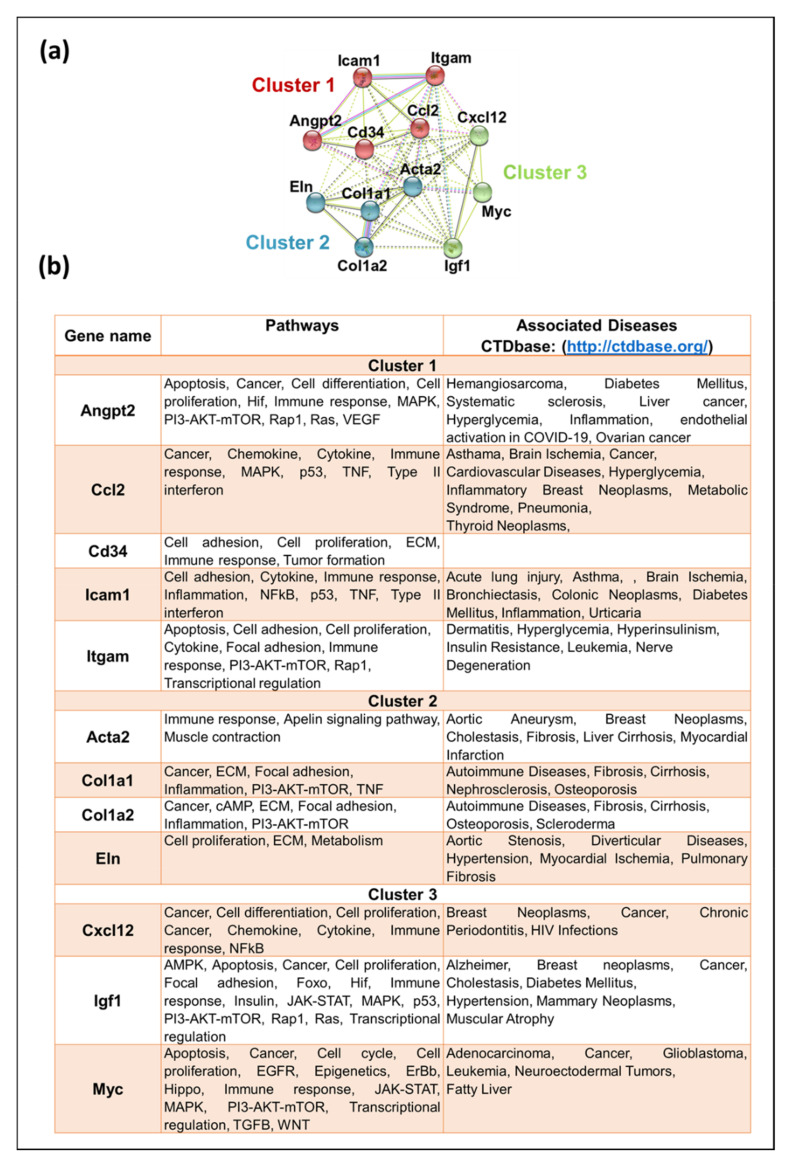 (a)
Icam1
Itgam
Cluster 1
Ccl2
Cxcl12
Angpt2
Cd34
Acta2
Cluster 3
Eln
Col1a1
Myc
Cluster 2
Col1a2
Igf1
(b)
Gene name
Pathways
Associated Diseases
CTDbase: (http://ctdbase.org/)
Cluster 1
Angpt2
Apoptosis, Cancer, Cell differentiation, Cell
proliferation, Hif, Immune response, MAPK,
PI3-AKT-mTOR, Rap1, Ras, VEGF
Hemangiosarcoma, Diabetes Mellitus,
Systematic sclerosis, Liver cancer,
Hyperglycemia, Inflammation, endothelial
activation in COVID-19, Ovarian cancer
Ccl2
Cancer, Chemokine, Cytokine, Immune
response, MAPK, p53, TNF, Type II
interferon
Asthama, Brain Ischemia, Cancer,
Cardiovascular Diseases, Hyperglycemia,
Inflammatory Breast Neoplasms, Metabolic
Syndrome, Pneumonia,
Thyroid Neoplasms,
Cd34
Cell adhesion, Cell proliferation, ECM,
Immune response, Tumor formation
Icam1
Cell adhesion, Cytokine, Immune response,
Inflammation, NFkB, p53, TNF, Type II
interferon
Acute lung injury, Asthma, , Brain Ischemia,
Bronchiectasis, Colonic Neoplasms, Diabetes
Mellitus, Inflammation, Urticaria
Itgam
Apoptosis, Cell adhesion, Cell proliferation,
Cytokine, Focal adhesion, Immune
response, PI3-AKT-mTOR, Rap1,
Transcriptional regulation
Dermatitis, Hyperglycemia, Hyperinsulinism,
Insulin Resistance, Leukemia, Nerve
Degeneration
Cluster 2
Acta2
Immune response, Apelin signaling pathway,
Muscle contraction
Aortic Aneurysm, Breast Neoplasms,
Cholestasis, Fibrosis, Liver Cirrhosis, Myocardial
Infarction
Col1a1
Cancer, ECM, Focal adhesion,
Inflammation, PI3-AKT-mTOR, TNF
Autoimmune Diseases, Fibrosis, Cirrhosis,
Nephrosclerosis, Osteoporosis
Col1a2
Cancer, cAMP, ECM, Focal adhesion,
Inflammation, PI3-AKT-mTOR
Autoimmune Diseases, Fibrosis, Cirrhosis,
Osteoporosis, Scleroderma
Eln
Cell proliferation, ECM, Metabolism
Aortic Stenosis, Diverticular Diseases,
Hypertension, Myocardial Ischemia, Pulmonary
Fibrosis
Cluster 3
Cxcl12
Cancer, Cell differentiation, Cell proliferation,
Cancer, Chemokine, Cytokine, Immune
response, NFkB
Breast Neoplasms, Cancer, Chronic
Periodontitis, HIV Infections
Igf1
AMPK, Apoptosis, Cancer, Cell proliferation,
Focal adhesion, Foxo, Hif, Immune
response, Insulin, JAK-STAT, MAPK, p53,
PI3-AKT-mTOR, Rap1, Ras, Transcriptional
regulation
Alzheimer, Breast neoplasms, Cancer,
Cholestasis, Diabetes Mellitus,
Hypertension, Mammary Neoplasms,
Muscular Atrophy
Myc
Apoptosis, Cancer, Cell cycle, Cell
proliferation, EGFR, Epigenetics, ErBb,
Hippo, Immune response, JAK-STAT,
MAPK, PI3-AKT-mTOR, Transcriptional
regulation, TGFB, WNT
Adenocarcinoma, Cancer, Glioblastoma,
Leukemia, Neuroectodermal Tumors,
Fatty Liver